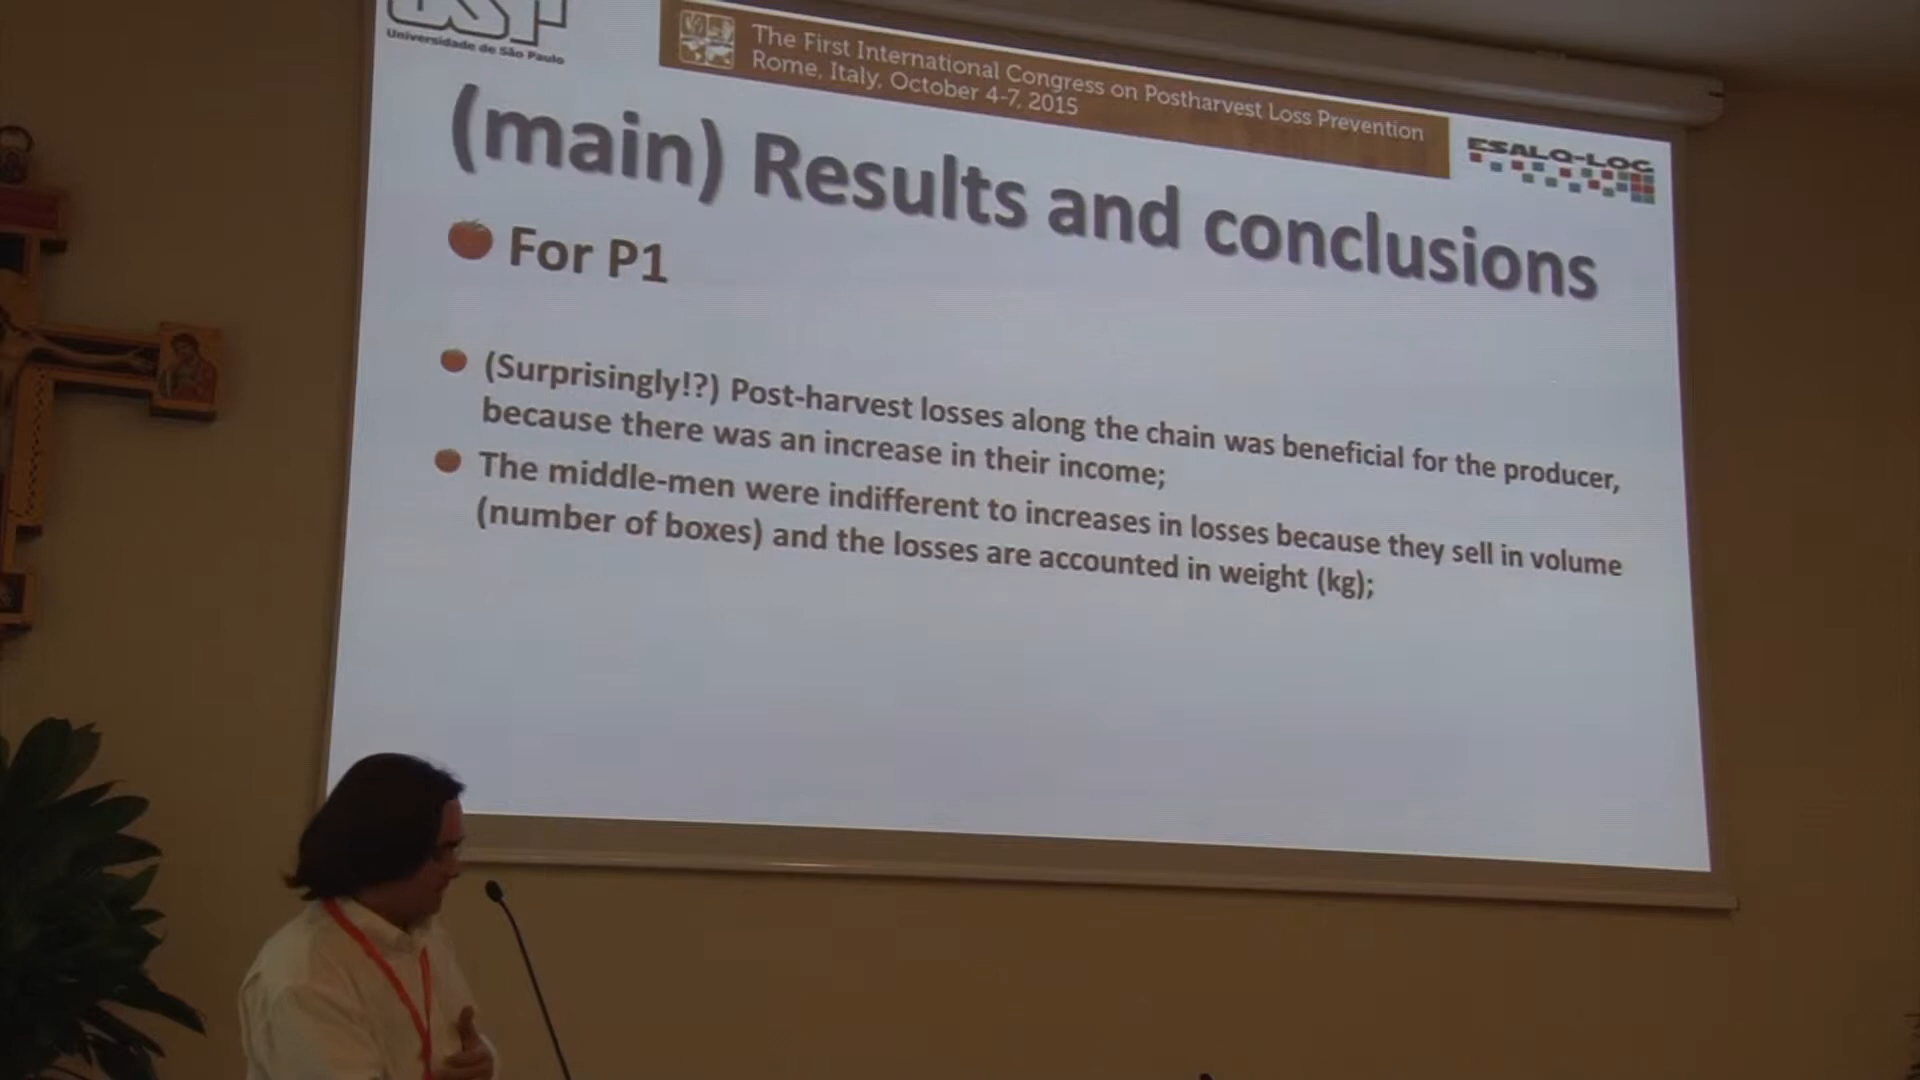 Universidade de São Paulo
The First International Congress on Postharvest Loss Prevention
Rome, Italy, October 4-7, 2015
ESALQ-LOG
(main) Results and conclusions
For P1
(Surprisingly!?) Post-harvest losses along the chain was beneficial for the producer,
because there was an increase in their income;
The middle-men were indifferent to increases in losses because they sell in volume
(number of boxes) and the losses are accounted in weight (kg);